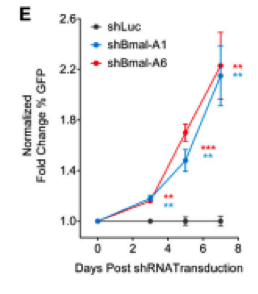 E
shLuc
shBmal-A1
shBmal-A6
Normalized
Fold Change % GFP
2.6
2.2
1.8
1.4
1.0
**
**
***
**
**
**
0 2 4 6 8
Days Post shRNATransduction